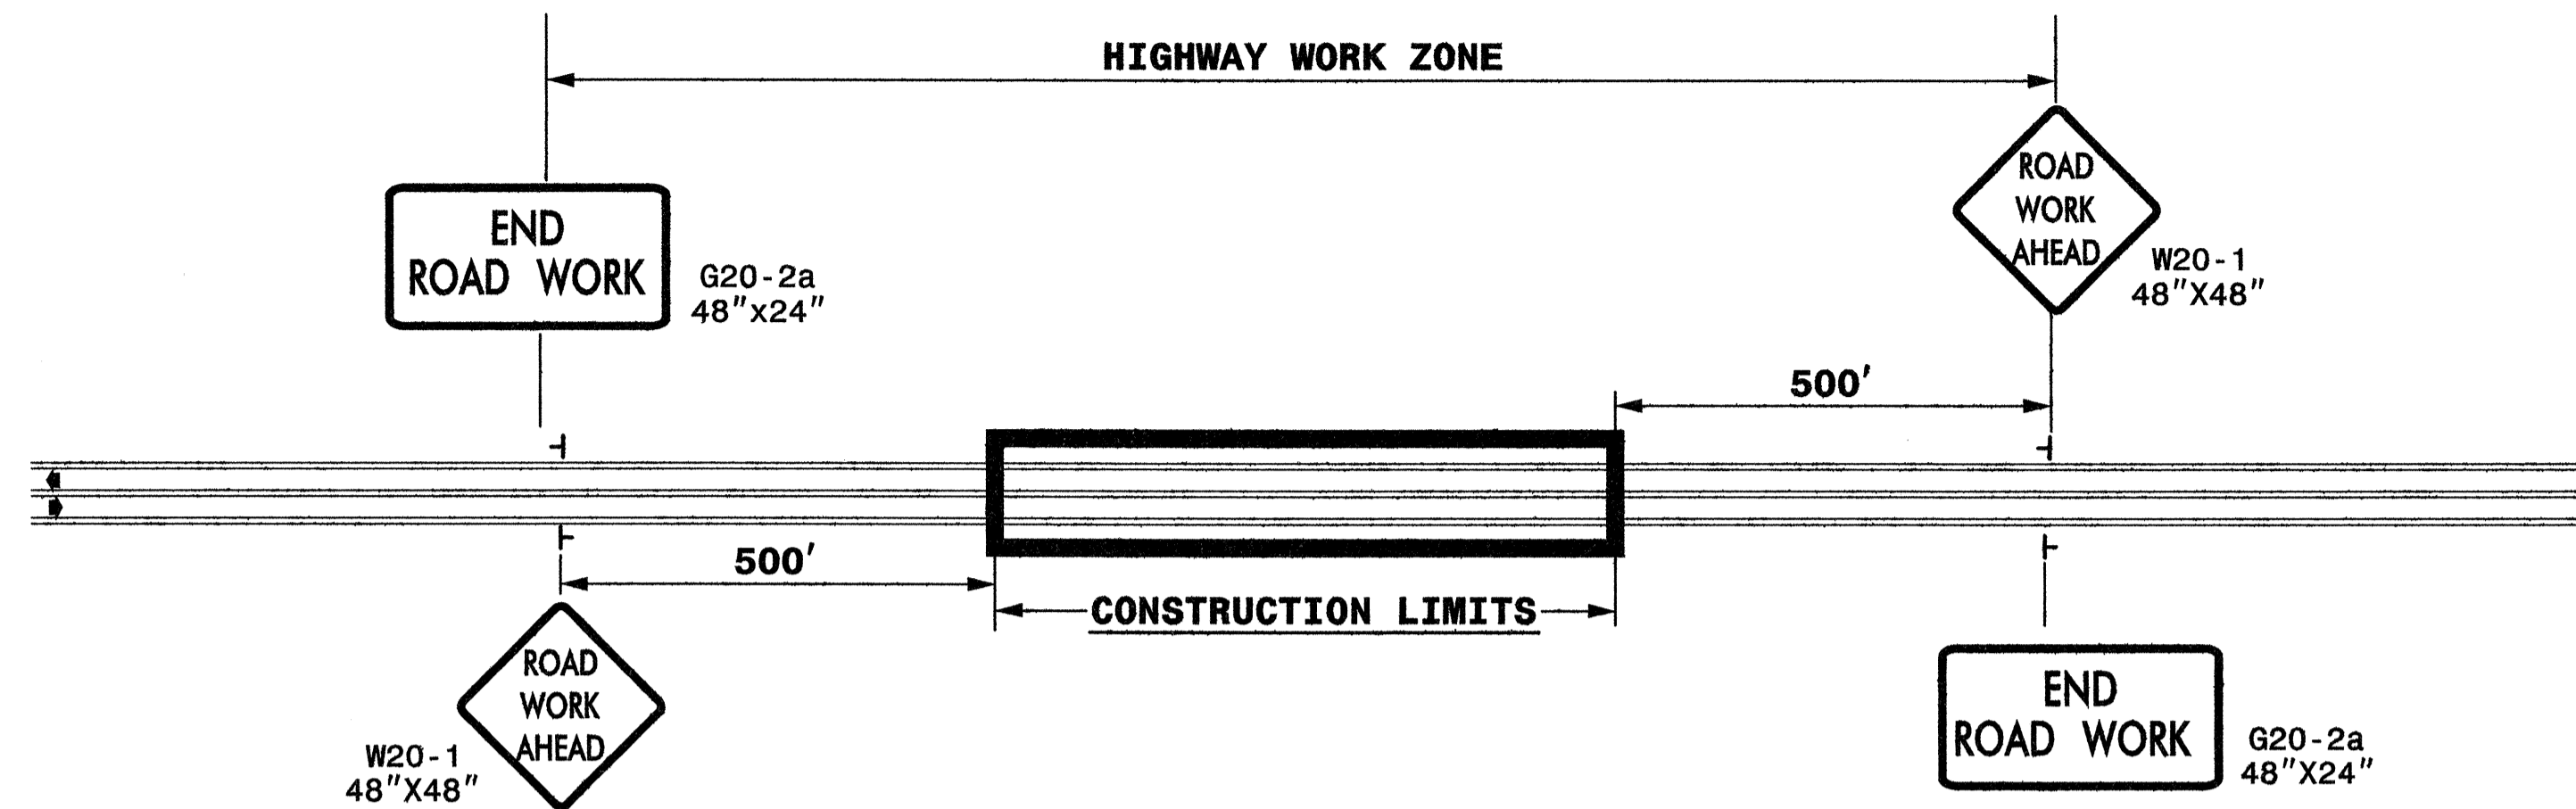 HIGHWAY WORK ZONE
END
ROAD WORK
G20-2a
48"x24"
ROAD
WORK
AHEAD
W20-1
48"X48"
500'
500'
CONSTRUCTION LIMITS
ROAD
WORK
AHEAD
W20-1
48"X48"
END
ROAD WORK
G20-2a
48"X24"